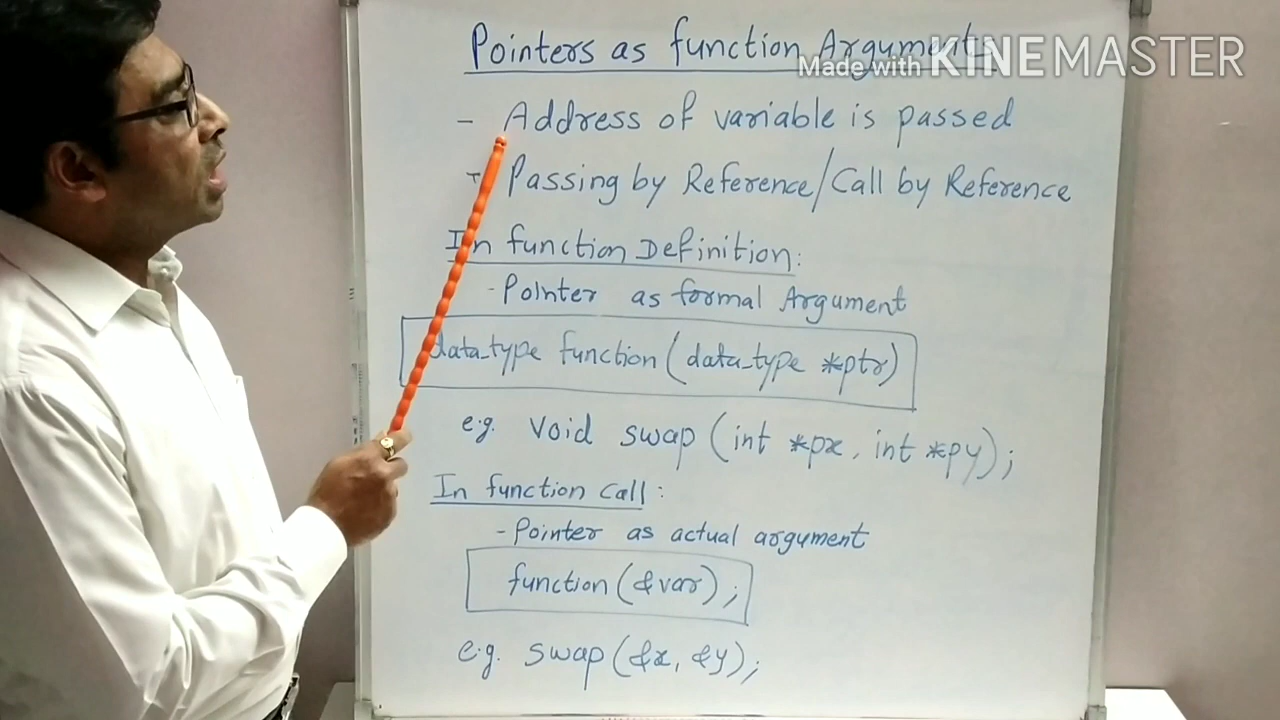 Pointers as function Arguments
Made with KINEMASTER
- Address of variable is passed
- Passing by Reference/Call by Reference
In function Definition:
- Pointer as formal Argument
data_type function (data_type *ptr)
e.g. void swap (int *px, int *py);
In function call:
- Pointer as actual argument
function (&var);
e.g. swap (&x, &y);